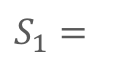 S₁ =